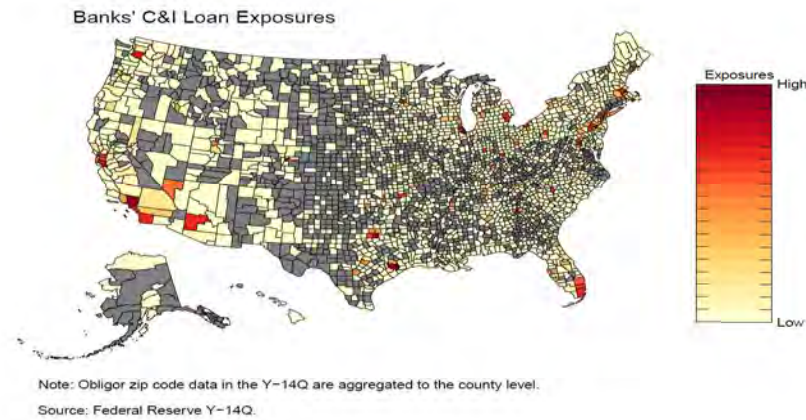 Banks' C&I Loan Exposures
Exposures
High
Low
Note: Obligor zip code data in the Y−14Q are aggregated to the county level.
Source: Federal Reserve Y−14Q.